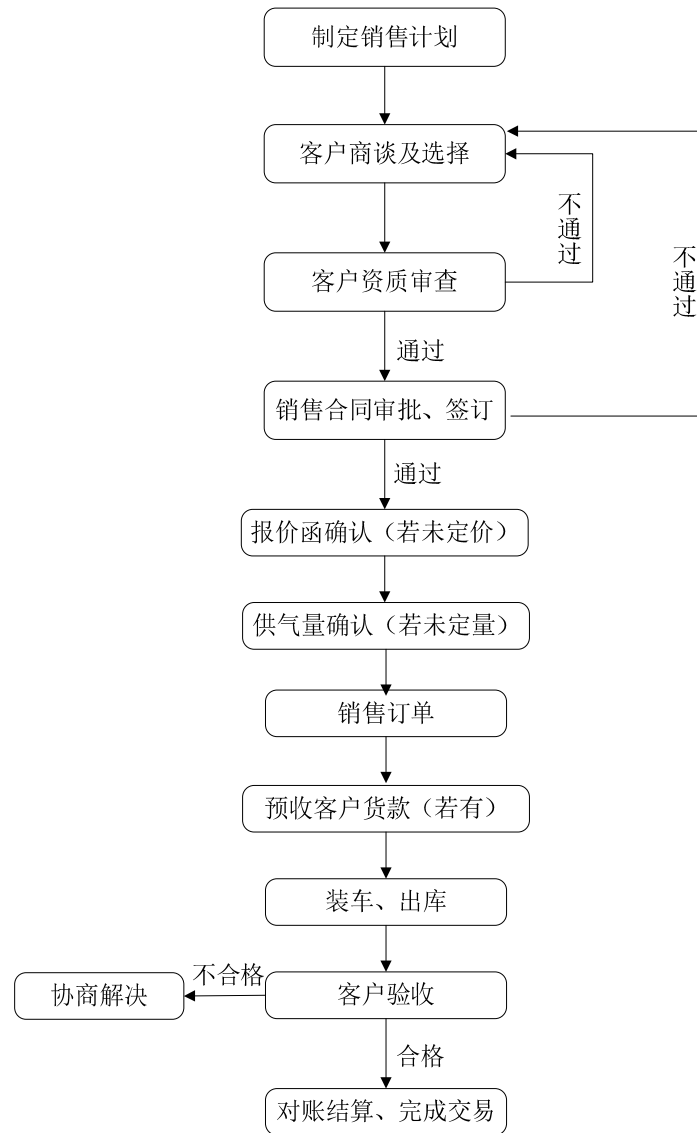 制定销售计划
客户商谈及选择
不通过
不通过
客户资质审查
通过
销售合同审批、签订
通过
报价函确认（若未定价）
供气量确认（若未定量）
销售订单
预收客户货款（若有）
装车、出库
协商解决
不合格
客户验收
合格
对账结算、完成交易